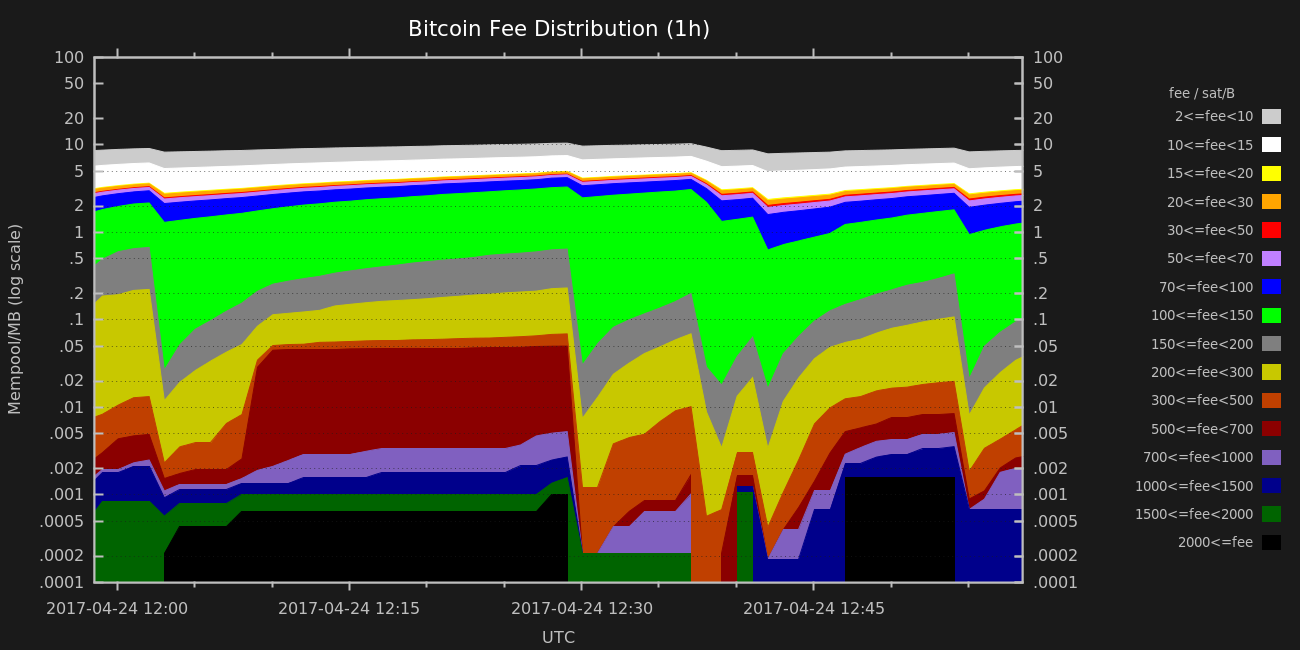 Bitcoin Fee Distribution (1h)
Mempool/MB (log scale)
100
50
20
10
5
2
1
.5
.2
.1
.05
.02
.01
.005
.002
.001
.0005
.0002
.0001
100
50
20
10
5
2
1
.5
.2
.1
.05
.02
.01
.005
.002
.001
.0005
.0002
.0001
2017-04-24 12:00
2017-04-24 12:15
2017-04-24 12:30
2017-04-24 12:45
UTC
fee / sat/B
2<=fee<10
10<=fee<15
15<=fee<20
20<=fee<30
30<=fee<50
50<=fee<70
70<=fee<100
100<=fee<150
150<=fee<200
200<=fee<300
300<=fee<500
500<=fee<700
700<=fee<1000
1000<=fee<1500
1500<=fee<2000
2000<=fee